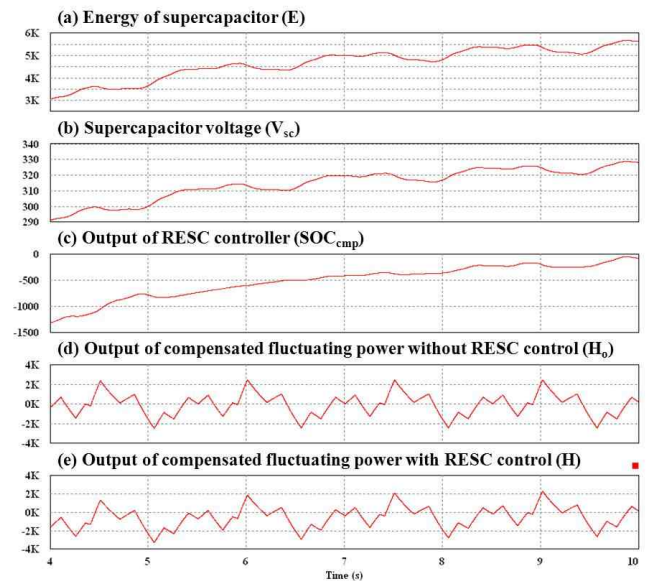 (a) Energy of supercapacitor (E)
6K
5K
4K
3K
(b) Supercapacitor voltage (Vsc)
340
330
320
310
300
290
(c) Output of RESC controller (SOCcmp)
0
-500
-1000
-1500
(d) Output of compensated fluctuating power without RESC control (Ho)
4K
2K
0K
-2K
-4K
(e) Output of compensated fluctuating power with RESC control (H)
4K
2K
0K
-2K
-4K
4 5 6 7 8 9 10
Time (s)